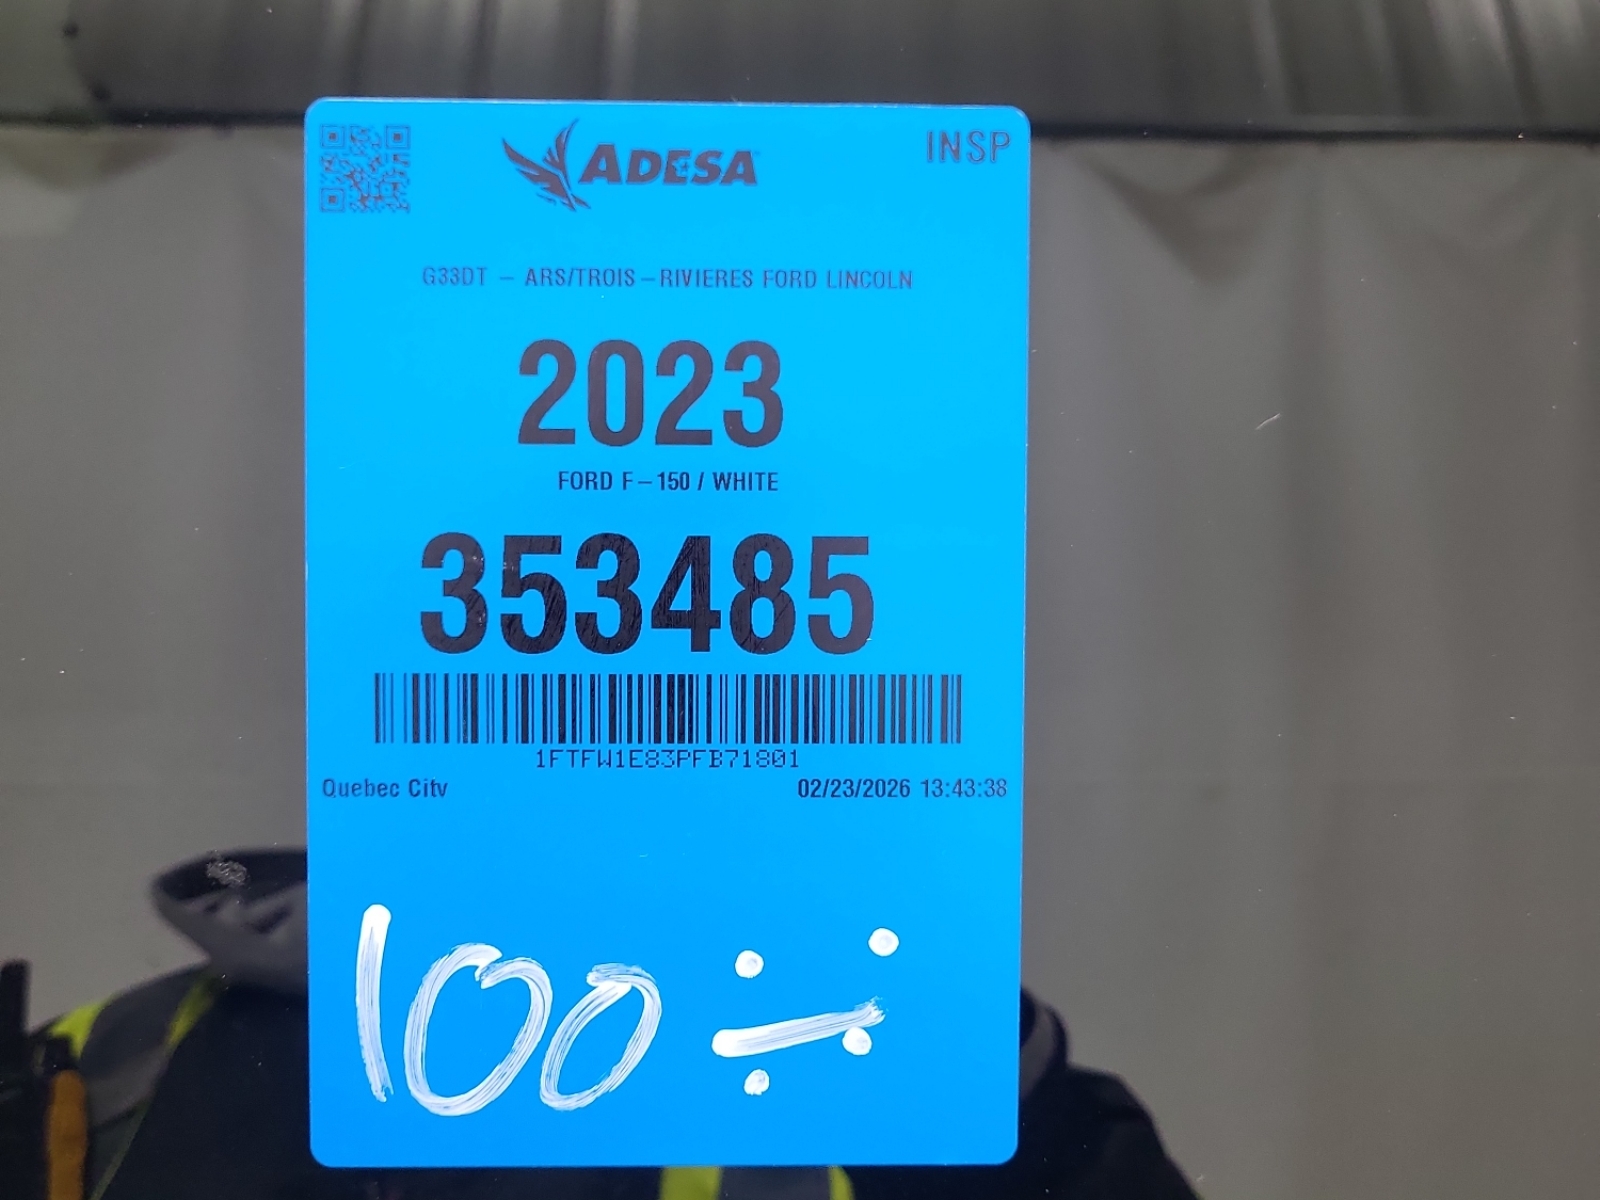 ADESA
INSP
G33DT - ARS/TROIS-RIVIERES FORD LINCOLN
2023
FORD F-150 / WHITE
353485
1FTFW1E83PFB71801
Quebec City
02/23/2026 13:43:38
100